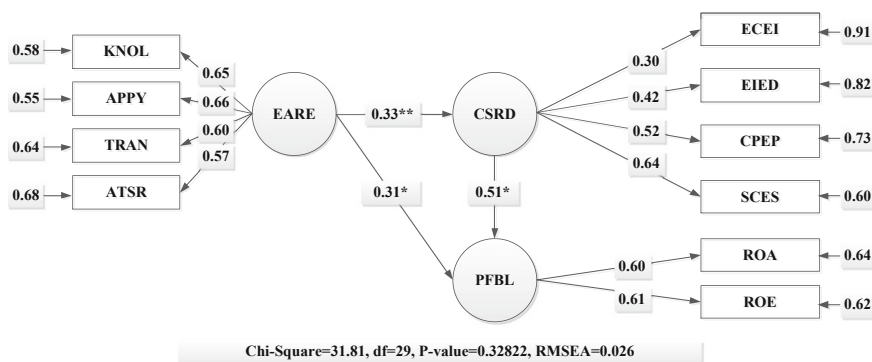 0.58 KNOL 0.65
0.55 APPY 0.66
0.64 TRAN 0.60
0.68 ATSR 0.57
EARE 0.33** CSRD
0.31* 0.51*
PFBL
0.30 ECEI 0.91
0.42 EIED 0.82
0.52 CPEP 0.73
0.64 SCES 0.60
0.60 ROA 0.64
0.61 ROE 0.62
Chi-Square=31.81, df=29, P-value=0.32822, RMSEA=0.026